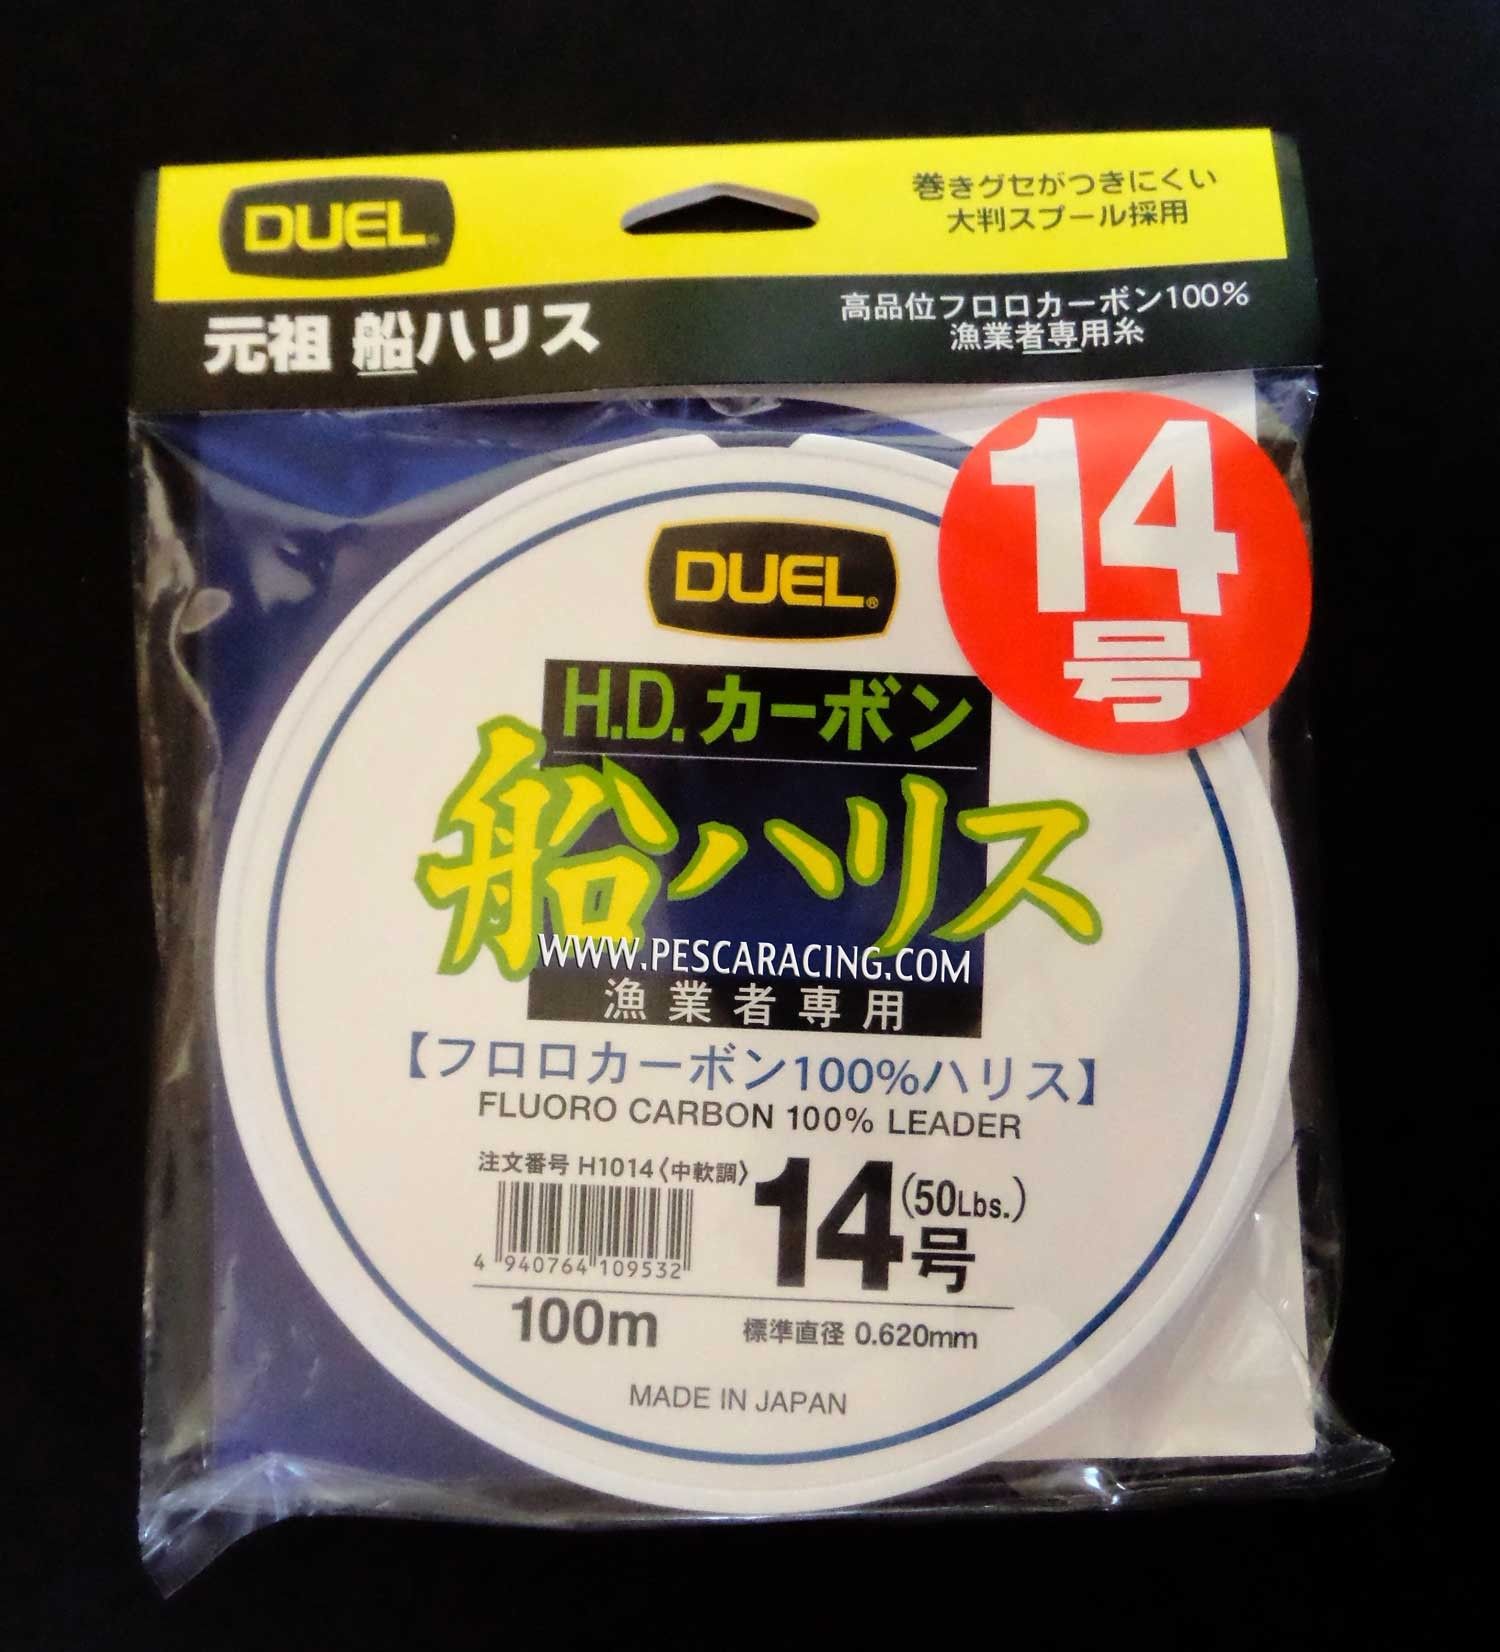 DUEL®
巻きグセがつきにくい
大判スプール採用
元祖 船ハリス
高品位フロロカーボン100%
漁業者専用糸
14
号
DUEL®
H.D.カーボン
船ハリス
WWW.PESCARACING.COM
漁業者専用
【フロロカーボン100%ハリス】
FLUORO CARBON 100% LEADER
注文番号 H1014〈中軟調〉
14号 (50Lbs.)
4 940764 109532
100m
標準直径 0.620mm
MADE IN JAPAN